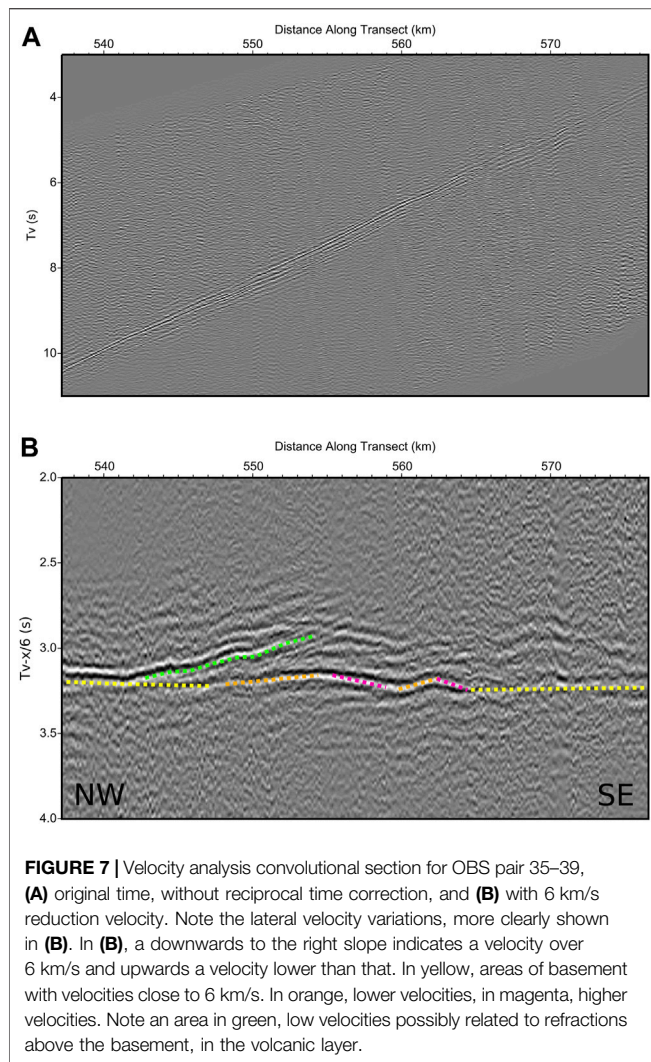 A
Distance Along Transect (km)
540 550 560 570
4
6
8
10
Tv (s)
B
Distance Along Transect (km)
540 550 560 570
2.0
2.5
3.0
3.5
4.0
Tv-x/6 (s)
NW SE
FIGURE 7 | Velocity analysis convolutional section for OBS pair 35–39,
(A) original time, without reciprocal time correction, and (B) with 6 km/s
reduction velocity. Note the lateral velocity variations, more clearly shown
in (B). In (B), a downwards to the right slope indicates a velocity over
6 km/s and upwards a velocity lower than that. In yellow, areas of basement
with velocities close to 6 km/s. In orange, lower velocities, in magenta, higher
velocities. Note an area in green, low velocities possibly related to refractions
above the basement, in the volcanic layer.